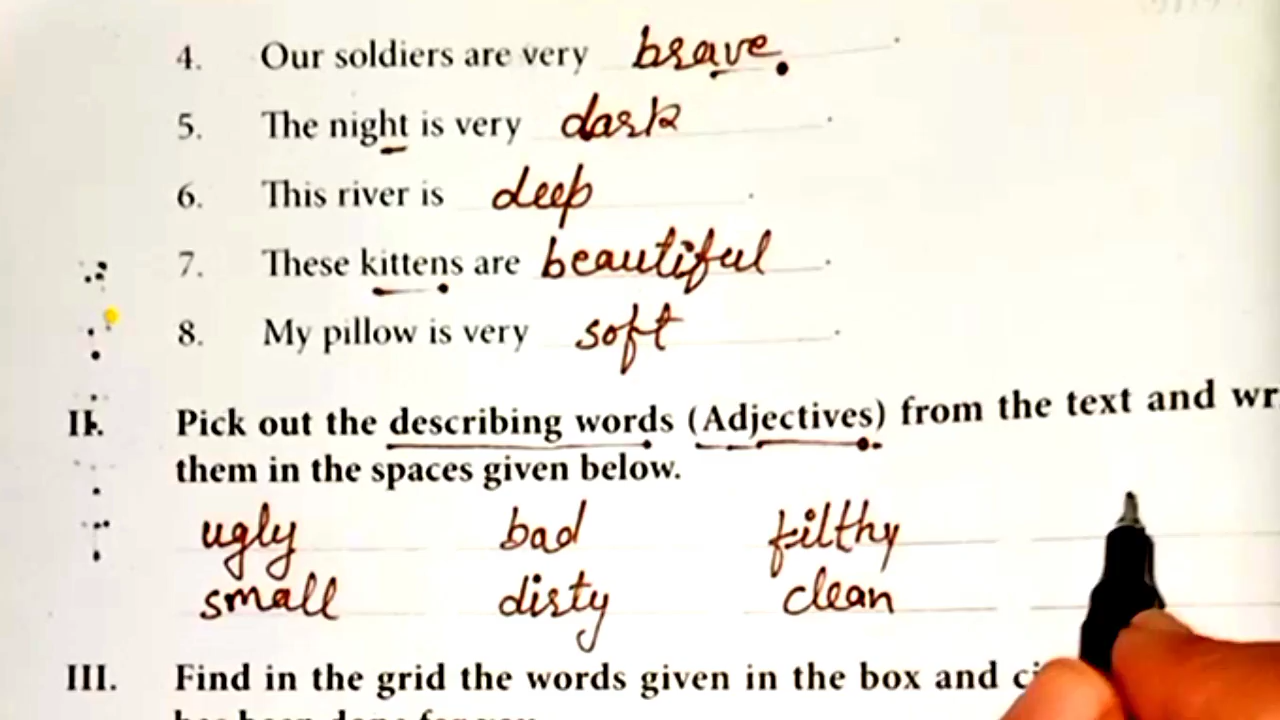 4. Our soldiers are very brave.
5. The night is very dark.
6. This river is deep.
7. These kittens are beautiful.
8. My pillow is very soft.
II. Pick out the describing words (Adjectives) from the text and wr
them in the spaces given below.
ugly bad filthy
small dirty clean
III. Find in the grid the words given in the box and ci